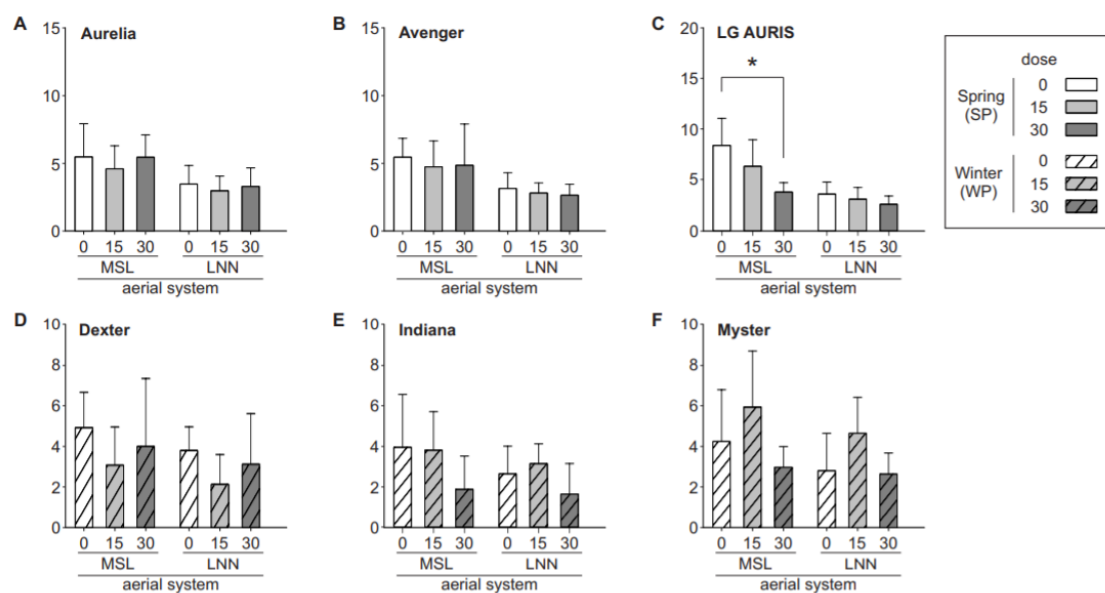 A Aurelia
15
10
5
0
0 15 30 0 15 30
MSL LNN
aerial system
B Avenger
15
10
5
0
0 15 30 0 15 30
MSL LNN
aerial system
C LG AURIS
20
15
10
5
0
*
0 15 30 0 15 30
MSL LNN
aerial system
dose
Spring
(SP)
0
15
30
Winter
(WP)
0
15
30
D Dexter
10
8
6
4
2
0
0 15 30 0 15 30
MSL LNN
aerial system
E Indiana
10
8
6
4
2
0
0 15 30 0 15 30
MSL LNN
aerial system
F Myster
10
8
6
4
2
0
0 15 30 0 15 30
MSL LNN
aerial system